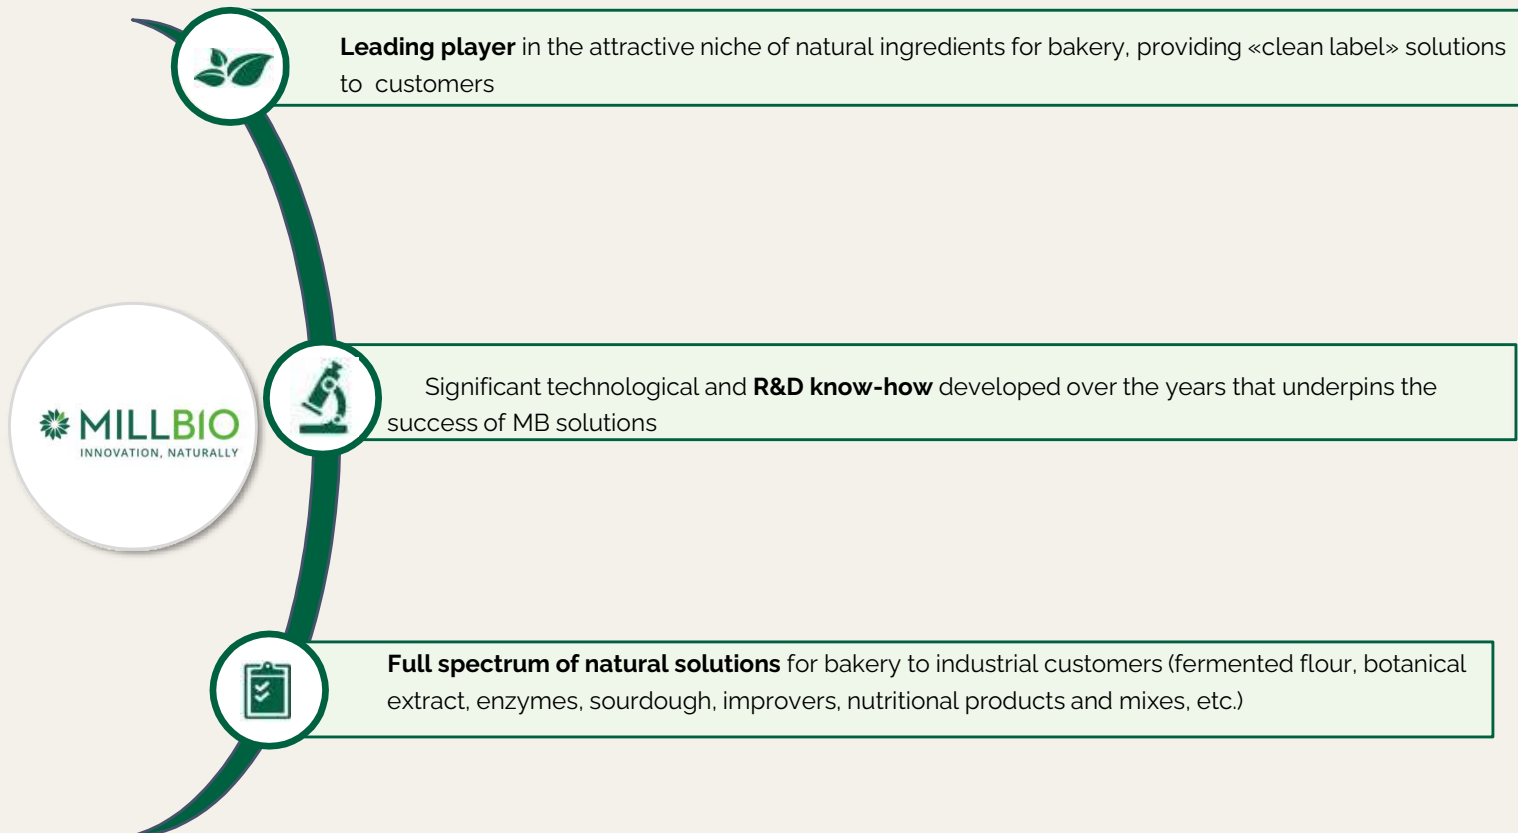 Leading player in the attractive niche of natural ingredients for bakery, providing «clean label» solutions
to customers
MILLBIO
INNOVATION, NATURALLY
Significant technological and R&D know-how developed over the years that underpins the
success of MB solutions
Full spectrum of natural solutions for bakery to industrial customers (fermented flour, botanical
extract, enzymes, sourdough, improvers, nutritional products and mixes, etc.)